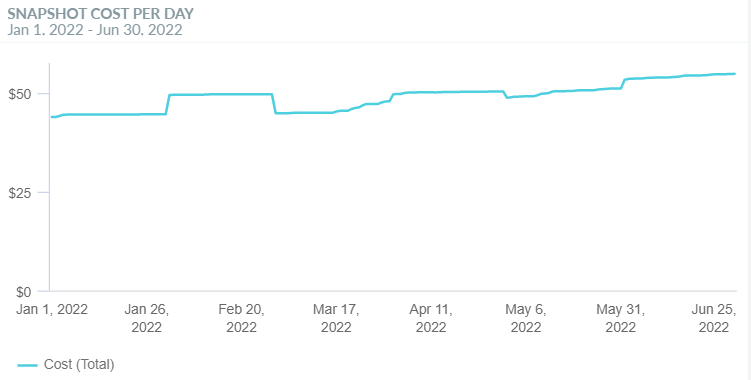 SNAPSHOT COST PER DAY
Jan 1, 2022 - Jun 30, 2022
$50
$25
$0
Jan 1, 2022
Jan 26,
2022
Feb 20,
2022
Mar 17,
2022
Apr 11,
2022
May 6,
2022
May 31,
2022
Jun 25,
2022
Cost (Total)